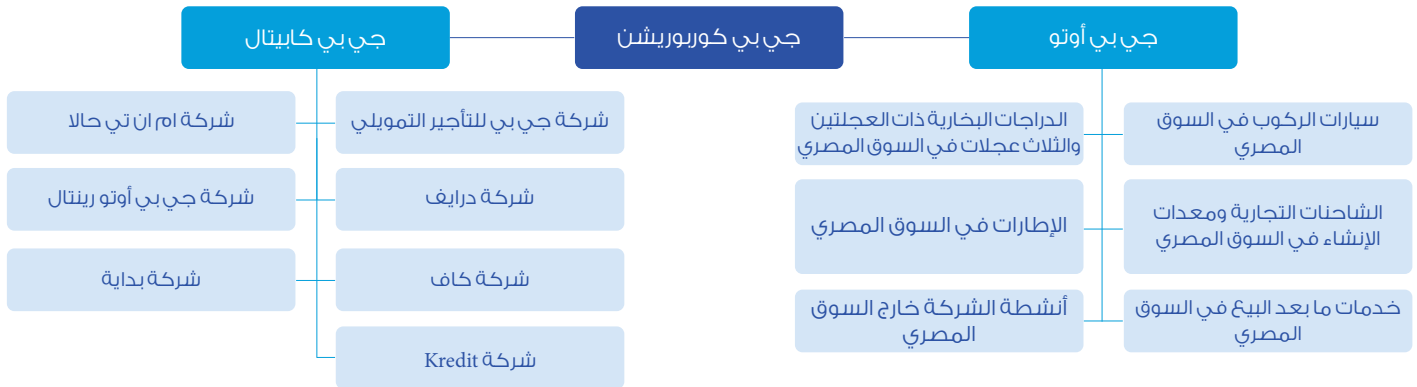 جي بي أوتو
جي بي كوربوريشن
جي بي كابيتال
سيارات الركوب في السوق
المصري
الدراجات البخارية ذات العجلتين
والثلاث عجلات في السوق المصري
الشاحنات التجارية ومعدات
الإنشاء في السوق المصري
الإطارات في السوق المصري
خدمات ما بعد البيع في السوق
المصري
أنشطة الشركة خارج السوق
المصري
شركة جي بي للتأجير التمويلي
شركة ام ان تي حالا
شركة درايف
شركة جي بي أوتو رينتال
شركة كاف
شركة بداية
شركة Kredit